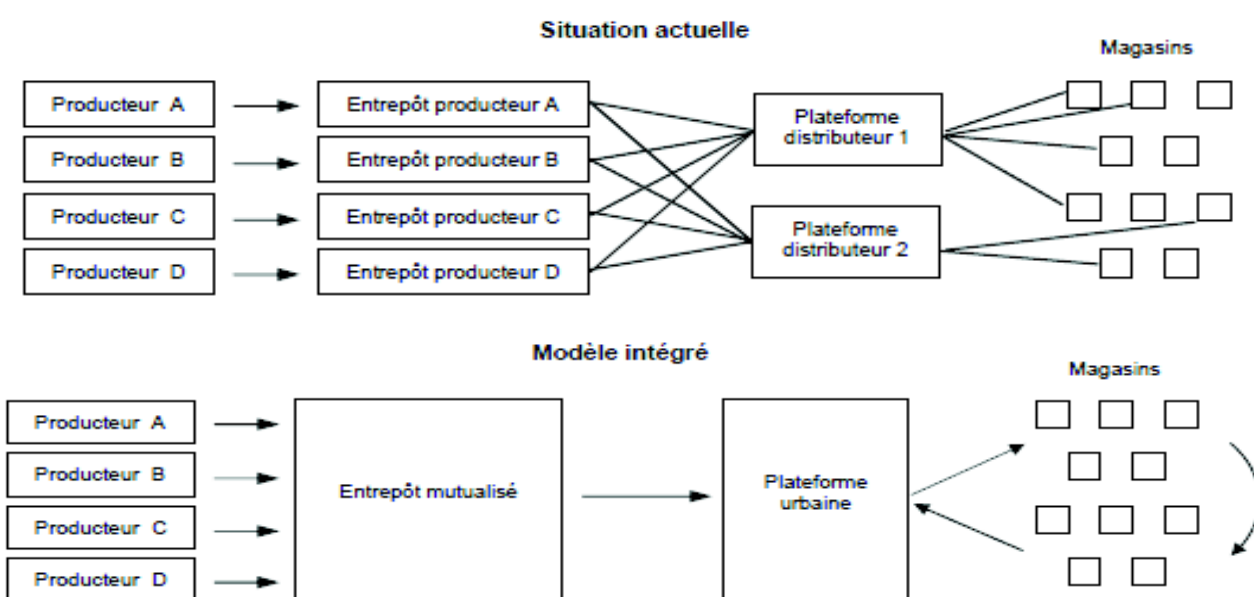 Situation actuelle
Magasins
Producteur A
Entrepôt producteur A
Plateforme
distributeur 1
Producteur B
Entrepôt producteur B
Producteur C
Entrepôt producteur C
Plateforme
distributeur 2
Producteur D
Entrepôt producteur D
Modèle intégré
Magasins
Producteur A
Producteur B
Entrepôt mutualisé
Plateforme
urbaine
Producteur C
Producteur D